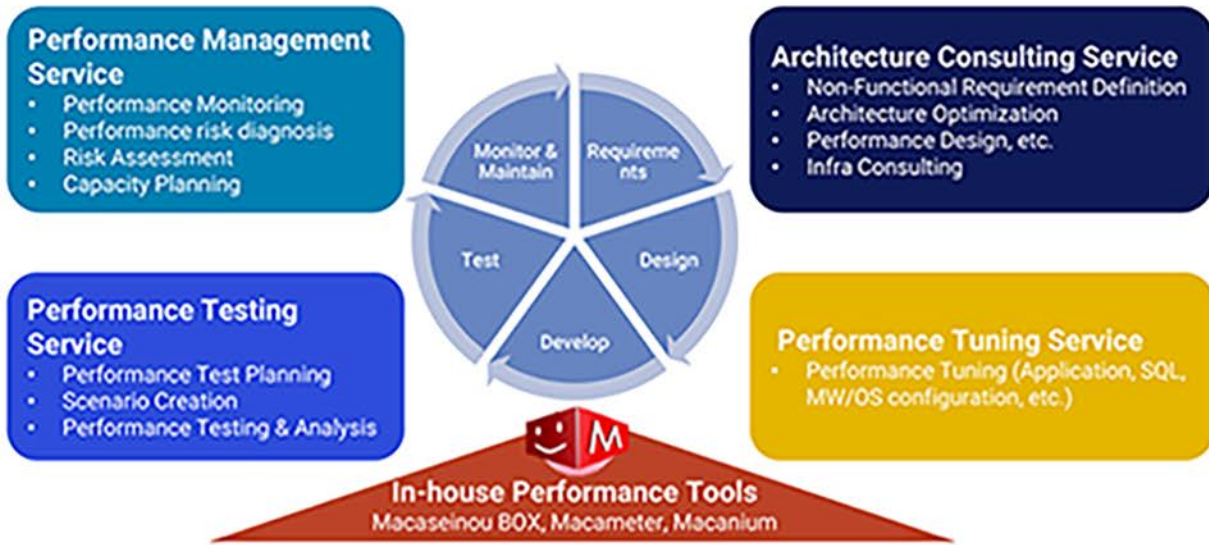 Performance Management
Service
• Performance Monitoring
• Performance risk diagnosis
• Risk Assessment
• Capacity Planning
Architecture Consulting Service
• Non-Functional Requirement Definition
• Architecture Optimization
• Performance Design, etc.
• Infra Consulting
Monitor &
Maintain
Requireme
nts
Test
Design
Develop
Performance Testing
Service
• Performance Test Planning
• Scenario Creation
• Performance Testing & Analysis
Performance Tuning Service
• Performance Tuning (Application, SQL,
MW/OS configuration, etc.)
M
In-house Performance Tools
Macaseinou BOX, Macameter, Macanium